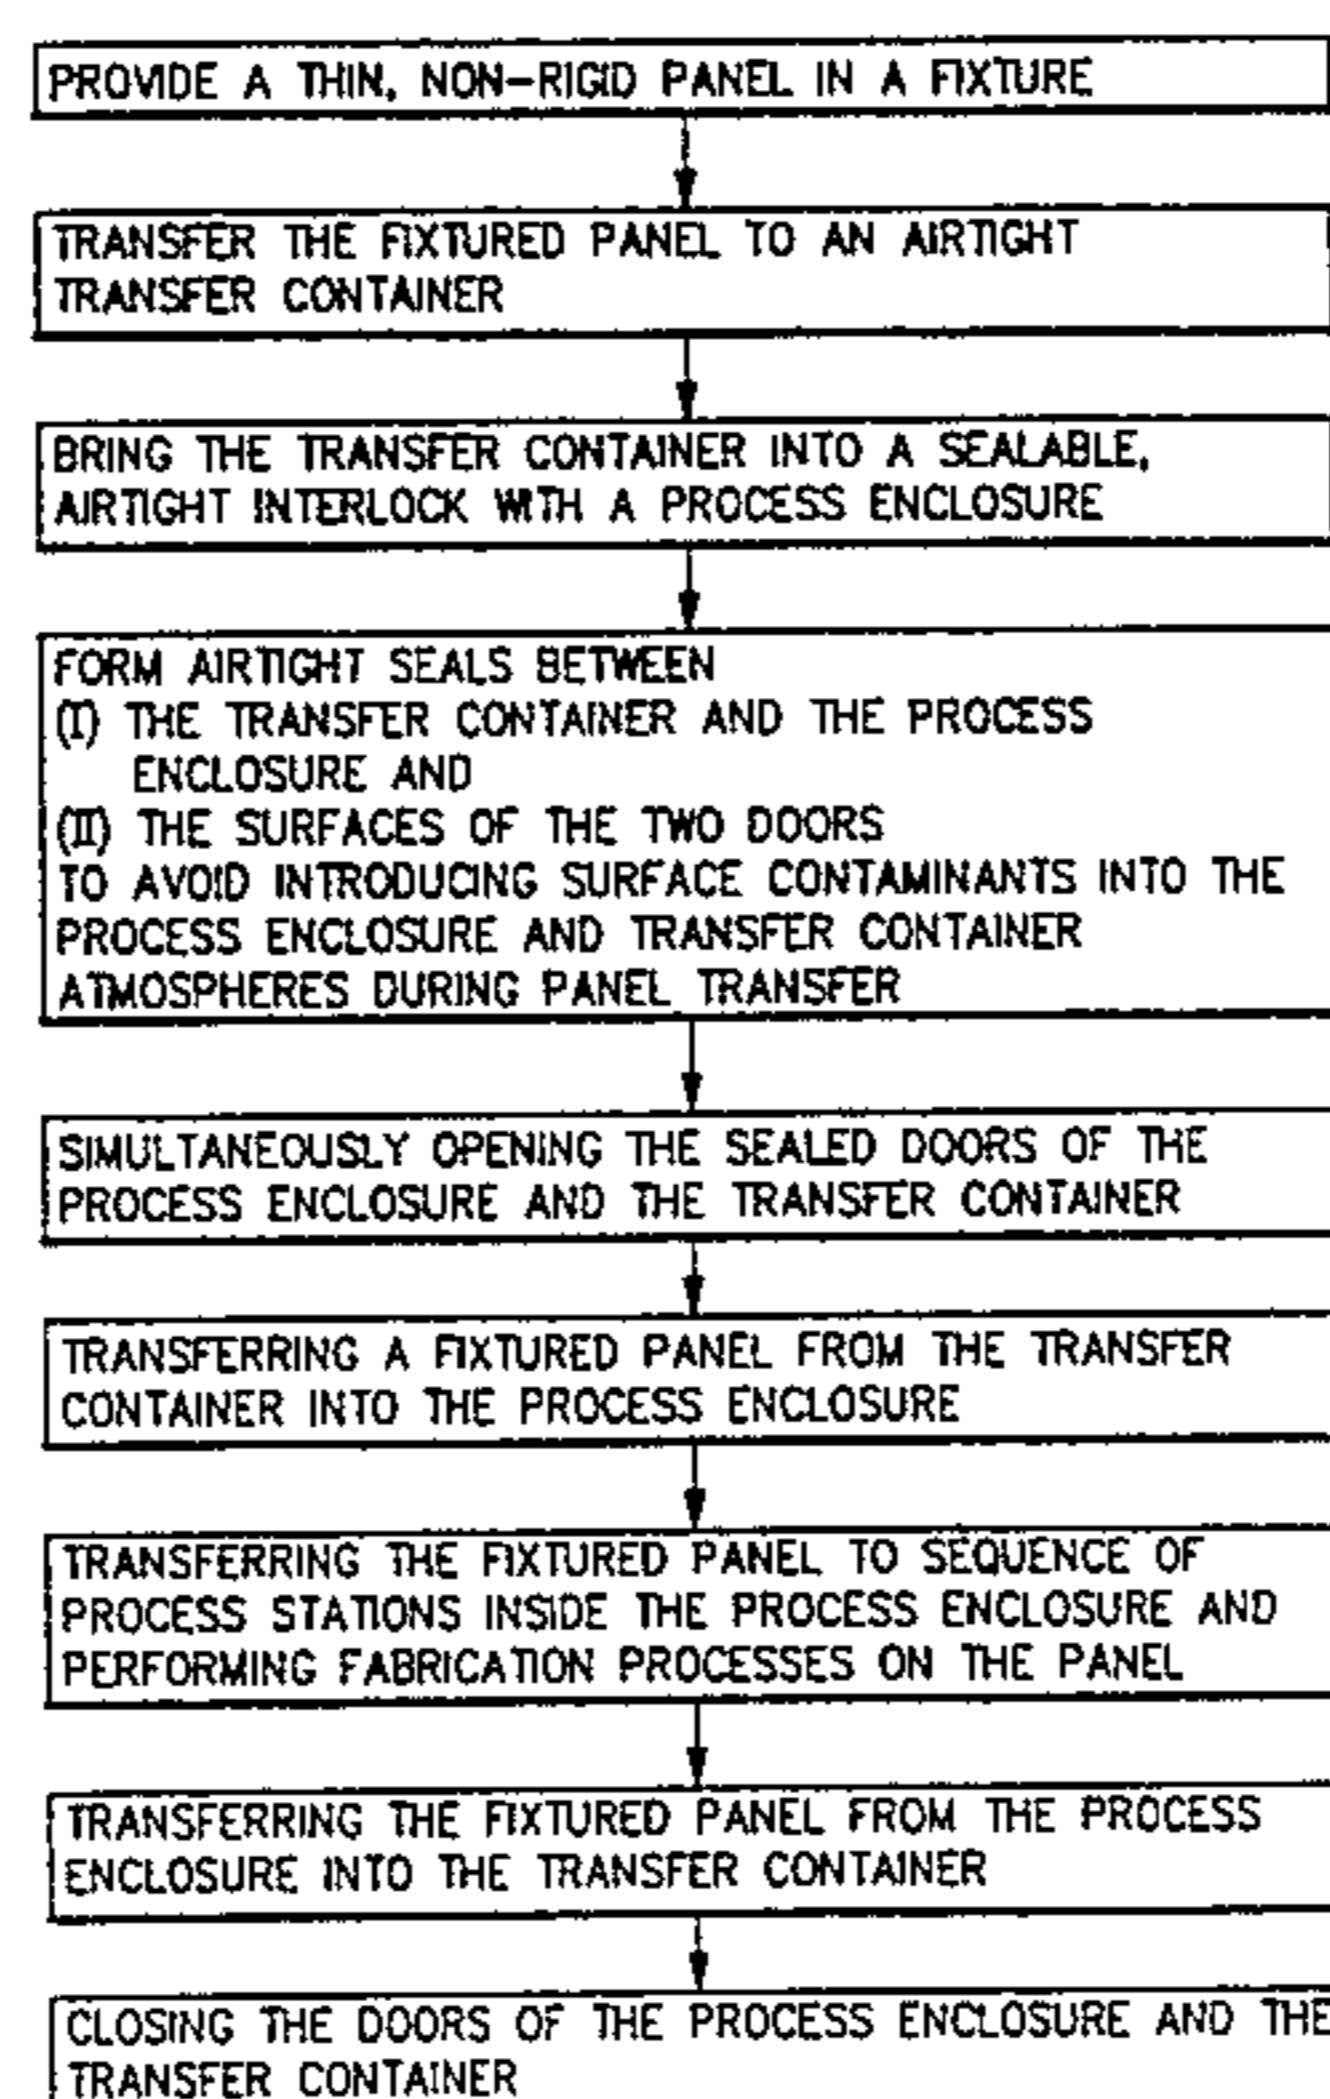 PROVIDE A THIN, NON-RIGID PANEL IN A FIXTURE
TRANSFER THE FIXTURED PANEL TO AN AIRTIGHT
TRANSFER CONTAINER
BRING THE TRANSFER CONTAINER INTO A SEALABLE,
AIRTIGHT INTERLOCK WITH A PROCESS ENCLOSURE
FORM AIRTIGHT SEALS BETWEEN
(I) THE TRANSFER CONTAINER AND THE PROCESS
ENCLOSURE AND
(II) THE SURFACES OF THE TWO DOORS
TO AVOID INTRODUCING SURFACE CONTAMINANTS INTO THE
PROCESS ENCLOSURE AND TRANSFER CONTAINER
ATMOSPHERES DURING PANEL TRANSFER
SIMULTANEOUSLY OPENING THE SEALED DOORS OF THE
PROCESS ENCLOSURE AND THE TRANSFER CONTAINER
TRANSFERRING A FIXTURED PANEL FROM THE TRANSFER
CONTAINER INTO THE PROCESS ENCLOSURE
TRANSFERRING THE FIXTURED PANEL TO SEQUENCE OF
PROCESS STATIONS INSIDE THE PROCESS ENCLOSURE AND
PERFORMING FABRICATION PROCESSES ON THE PANEL
TRANSFERRING THE FIXTURED PANEL FROM THE PROCESS
ENCLOSURE INTO THE TRANSFER CONTAINER
CLOSING THE DOORS OF THE PROCESS ENCLOSURE AND THE
TRANSFER CONTAINER